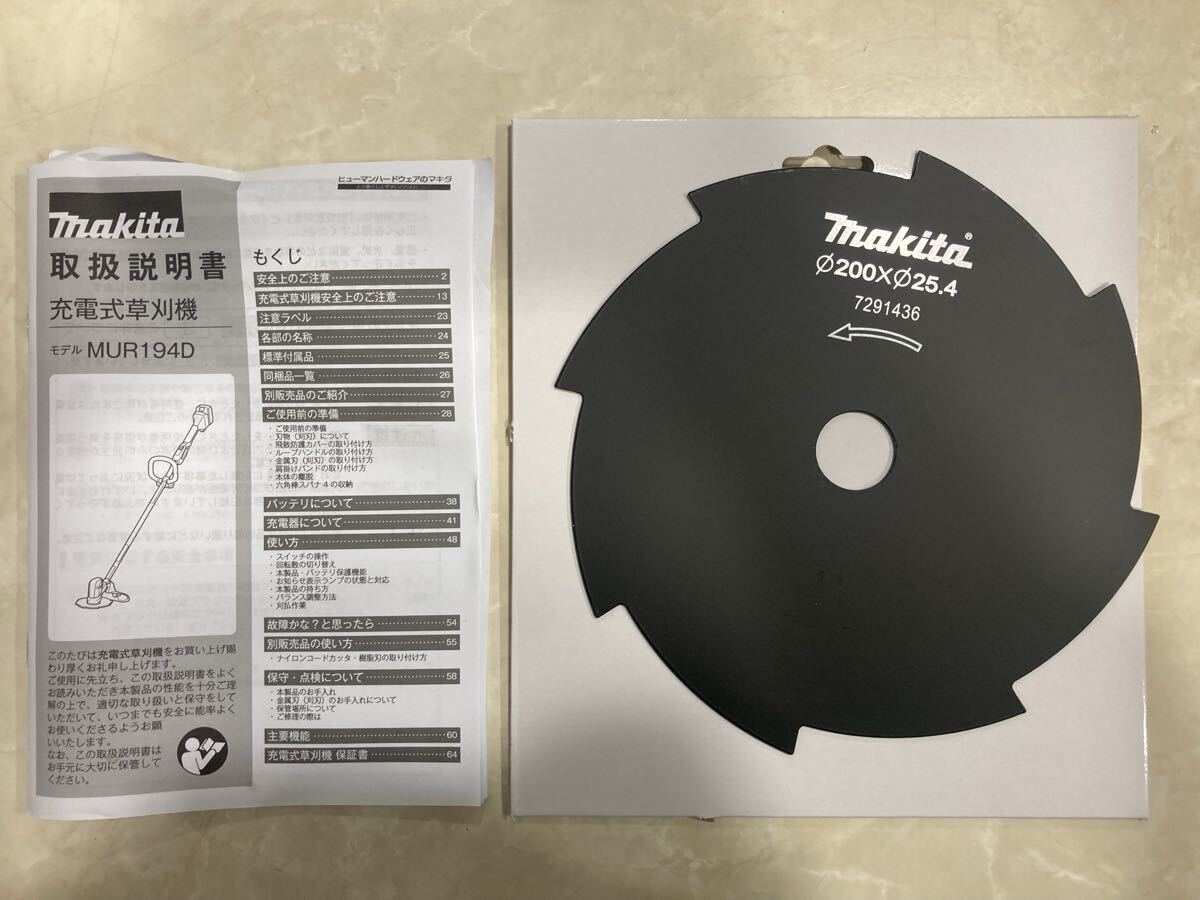 makita
取扱説明書
充電式草刈機
モデル MUR194D
このたびは充電式草刈機をお買い上げ賜
わり厚くお礼申し上げます。
ご使用に先立ち、この取扱説明書をよく
お読みいただき本製品の性能を十分ご理
解の上で、適切な取り扱いと保守をして
いただいて、いつまでも安全に能率よく
お使いくださるようお願
いいたします。
なお、この取扱説明書は
お手元に大切に保管して
ください。
ヒューマンハードウェアのマキタ
もくじ
安全上のご注意 2
充電式草刈機安全上のご注意 13
注意ラベル 23
各部の名称 24
標準付属品 25
同梱品一覧 26
別販売品のご紹介 27
ご使用前の準備 28
・ご使用前の準備
・刃物（刈刃）について
・飛散防護カバーの取り付け方
・ループハンドルの取り付け方
・金属刃（刈刃）の取り付け方
・肩掛けバンドの取り付け方
・本体の離脱
・六角棒スパナ 4 の収納
バッテリについて 38
充電器について 41
使い方 48
・スイッチの操作
・回転数の切り替え
・本製品・バッテリ保護機能
・お知らせ表示ランプの状態と対応
・本製品の持ち方
・バランス調整方法
・刈払作業
故障かな？と思ったら 54
別販売品の使い方 55
・ナイロンコードカッタ・樹脂刃の取り付け方
保守・点検について 58
・本製品のお手入れ
・金属刃（刈刃）のお手入れについて
・保管場所について
・ご修理の際は
主要機能 60
充電式草刈機 保証書 64
makita®
Ø200XØ25.4
7291436